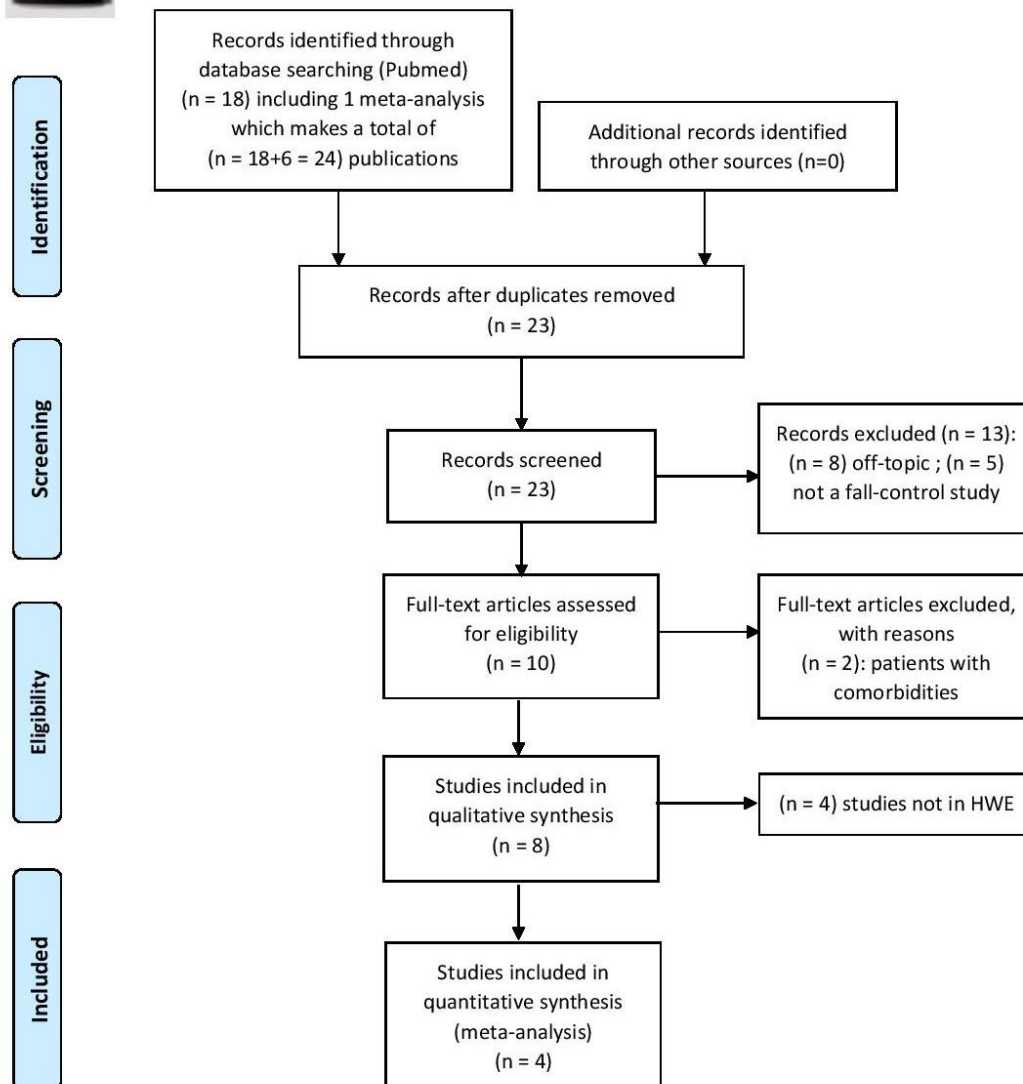 Records identified through
database searching (Pubmed)
(n = 18) including 1 meta-analysis
which makes a total of
(n = 18+6 = 24) publications
Additional records identified
through other sources (n=0)
Identification
Records after duplicates removed
(n = 23)
Screening
Records screened
(n = 23)
Records excluded (n = 13):
(n = 8) off-topic ; (n = 5)
not a fall-control study
Eligibility
Full-text articles assessed
for eligibility
(n = 10)
Full-text articles excluded,
with reasons
(n = 2): patients with
comorbidities
Studies included in
qualitative synthesis
(n = 8)
(n = 4) studies not in HWE
Included
Studies included in
quantitative synthesis
(meta-analysis)
(n = 4)